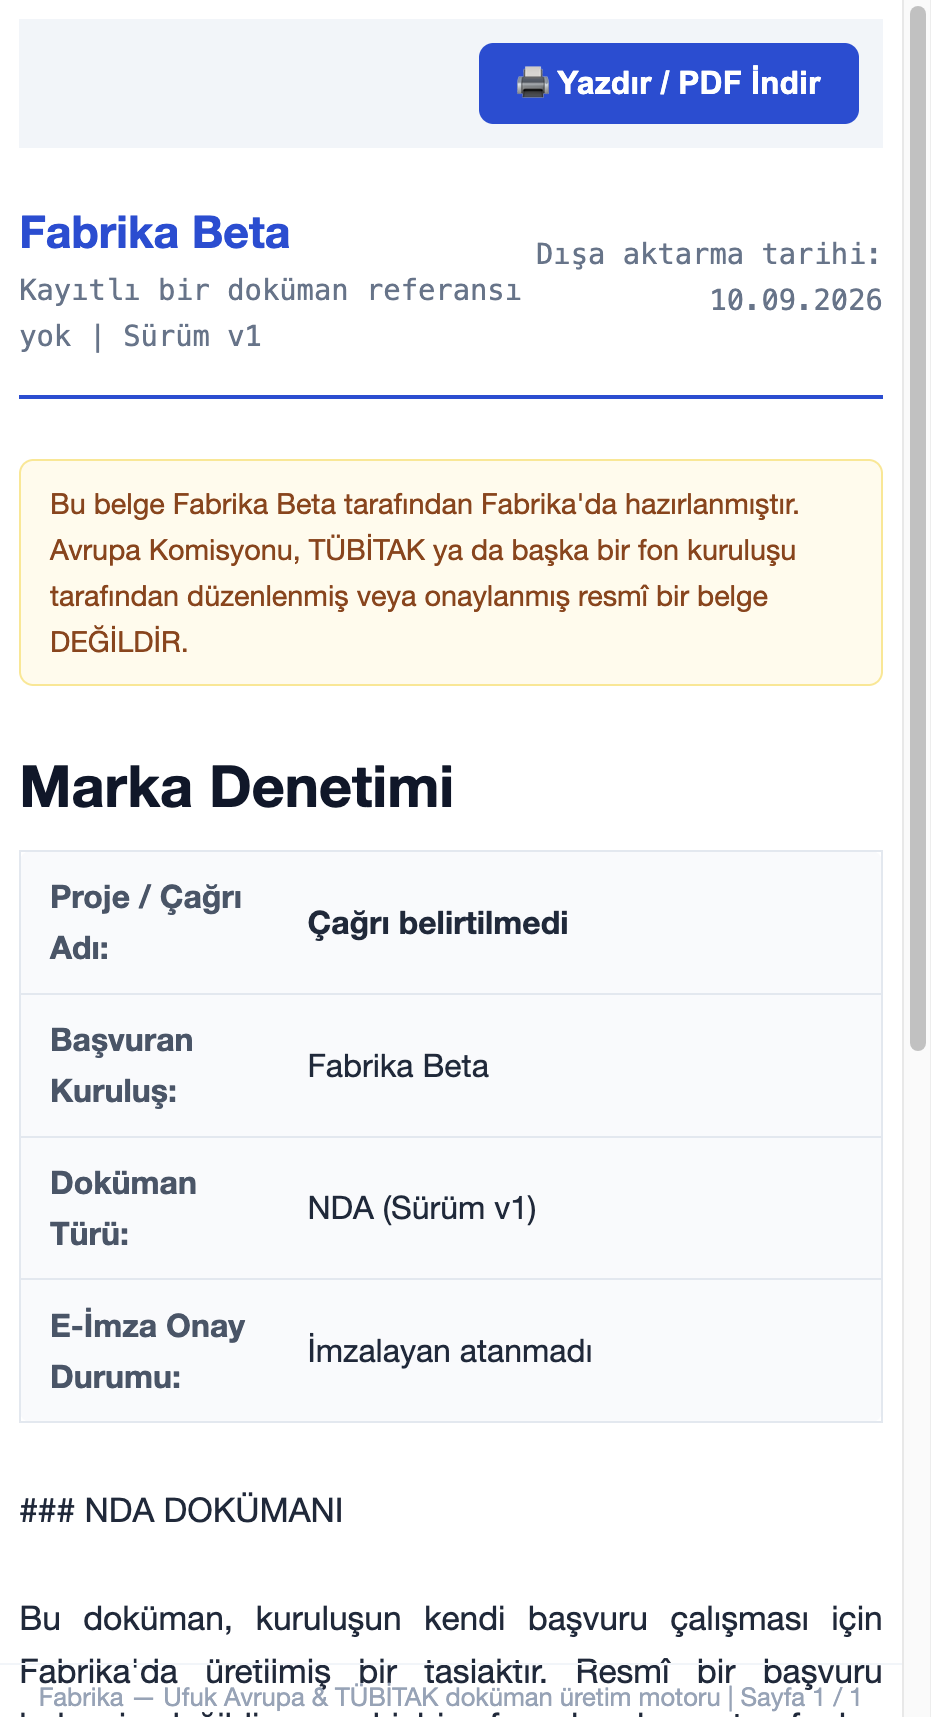 🖨️ Yazdır / PDF İndir
Fabrika Beta
Kayıtlı bir doküman referansı
yok | Sürüm v1
Dışa aktarma tarihi:
10.09.2026
Bu belge Fabrika Beta tarafından Fabrika'da hazırlanmıştır.
Avrupa Komisyonu, TÜBİTAK ya da başka bir fon kuruluşu
tarafından düzenlenmiş veya onaylanmış resmî bir belge
DEĞİLDİR.
Marka Denetimi
Proje / Çağrı
Adı:
Çağrı belirtilmedi
Başvuran
Kuruluş:
Fabrika Beta
Doküman
Türü:
NDA (Sürüm v1)
E-İmza Onay
Durumu:
İmzalayan atanmadı
### NDA DOKÜMANI
Bu doküman, kuruluşun kendi başvuru çalışması için
Fabrika'da üretilmiş bir taslaktır. Resmî bir başvuru
Fabrika — Ufuk Avrupa & TÜBİTAK doküman üretim motoru | Sayfa 1 / 1